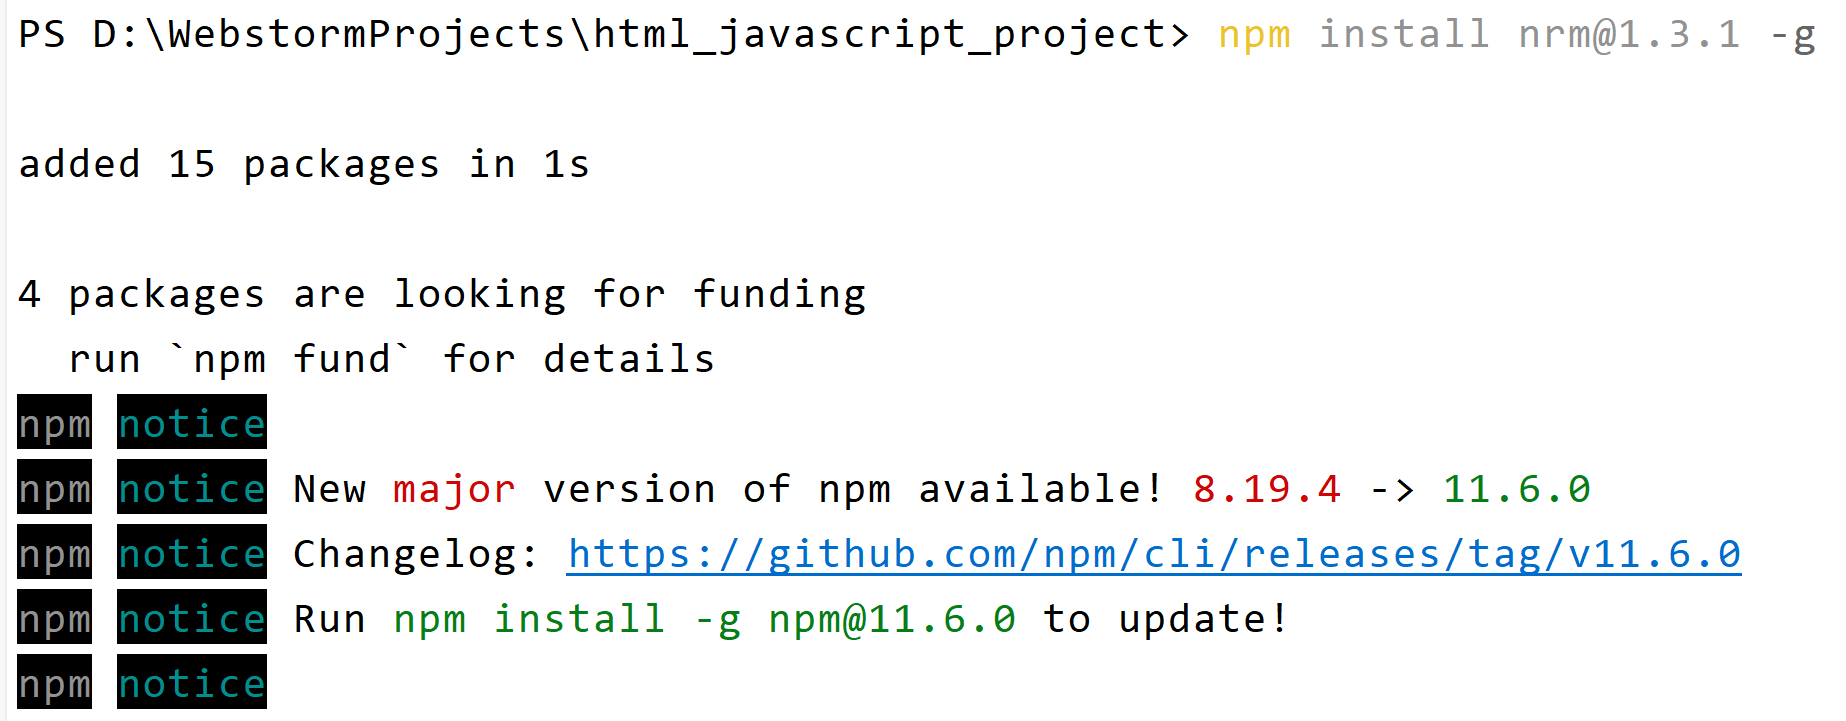 PS D:\WebstormProjects\html_javascript_project> npm install nrm@1.3.1 -g
added 15 packages in 1s
4 packages are looking for funding
  run `npm fund` for details
npm notice
npm notice New major version of npm available! 8.19.4 -> 11.6.0
npm notice Changelog: https://github.com/npm/cli/releases/tag/v11.6.0
npm notice Run npm install -g npm@11.6.0 to update!
npm notice